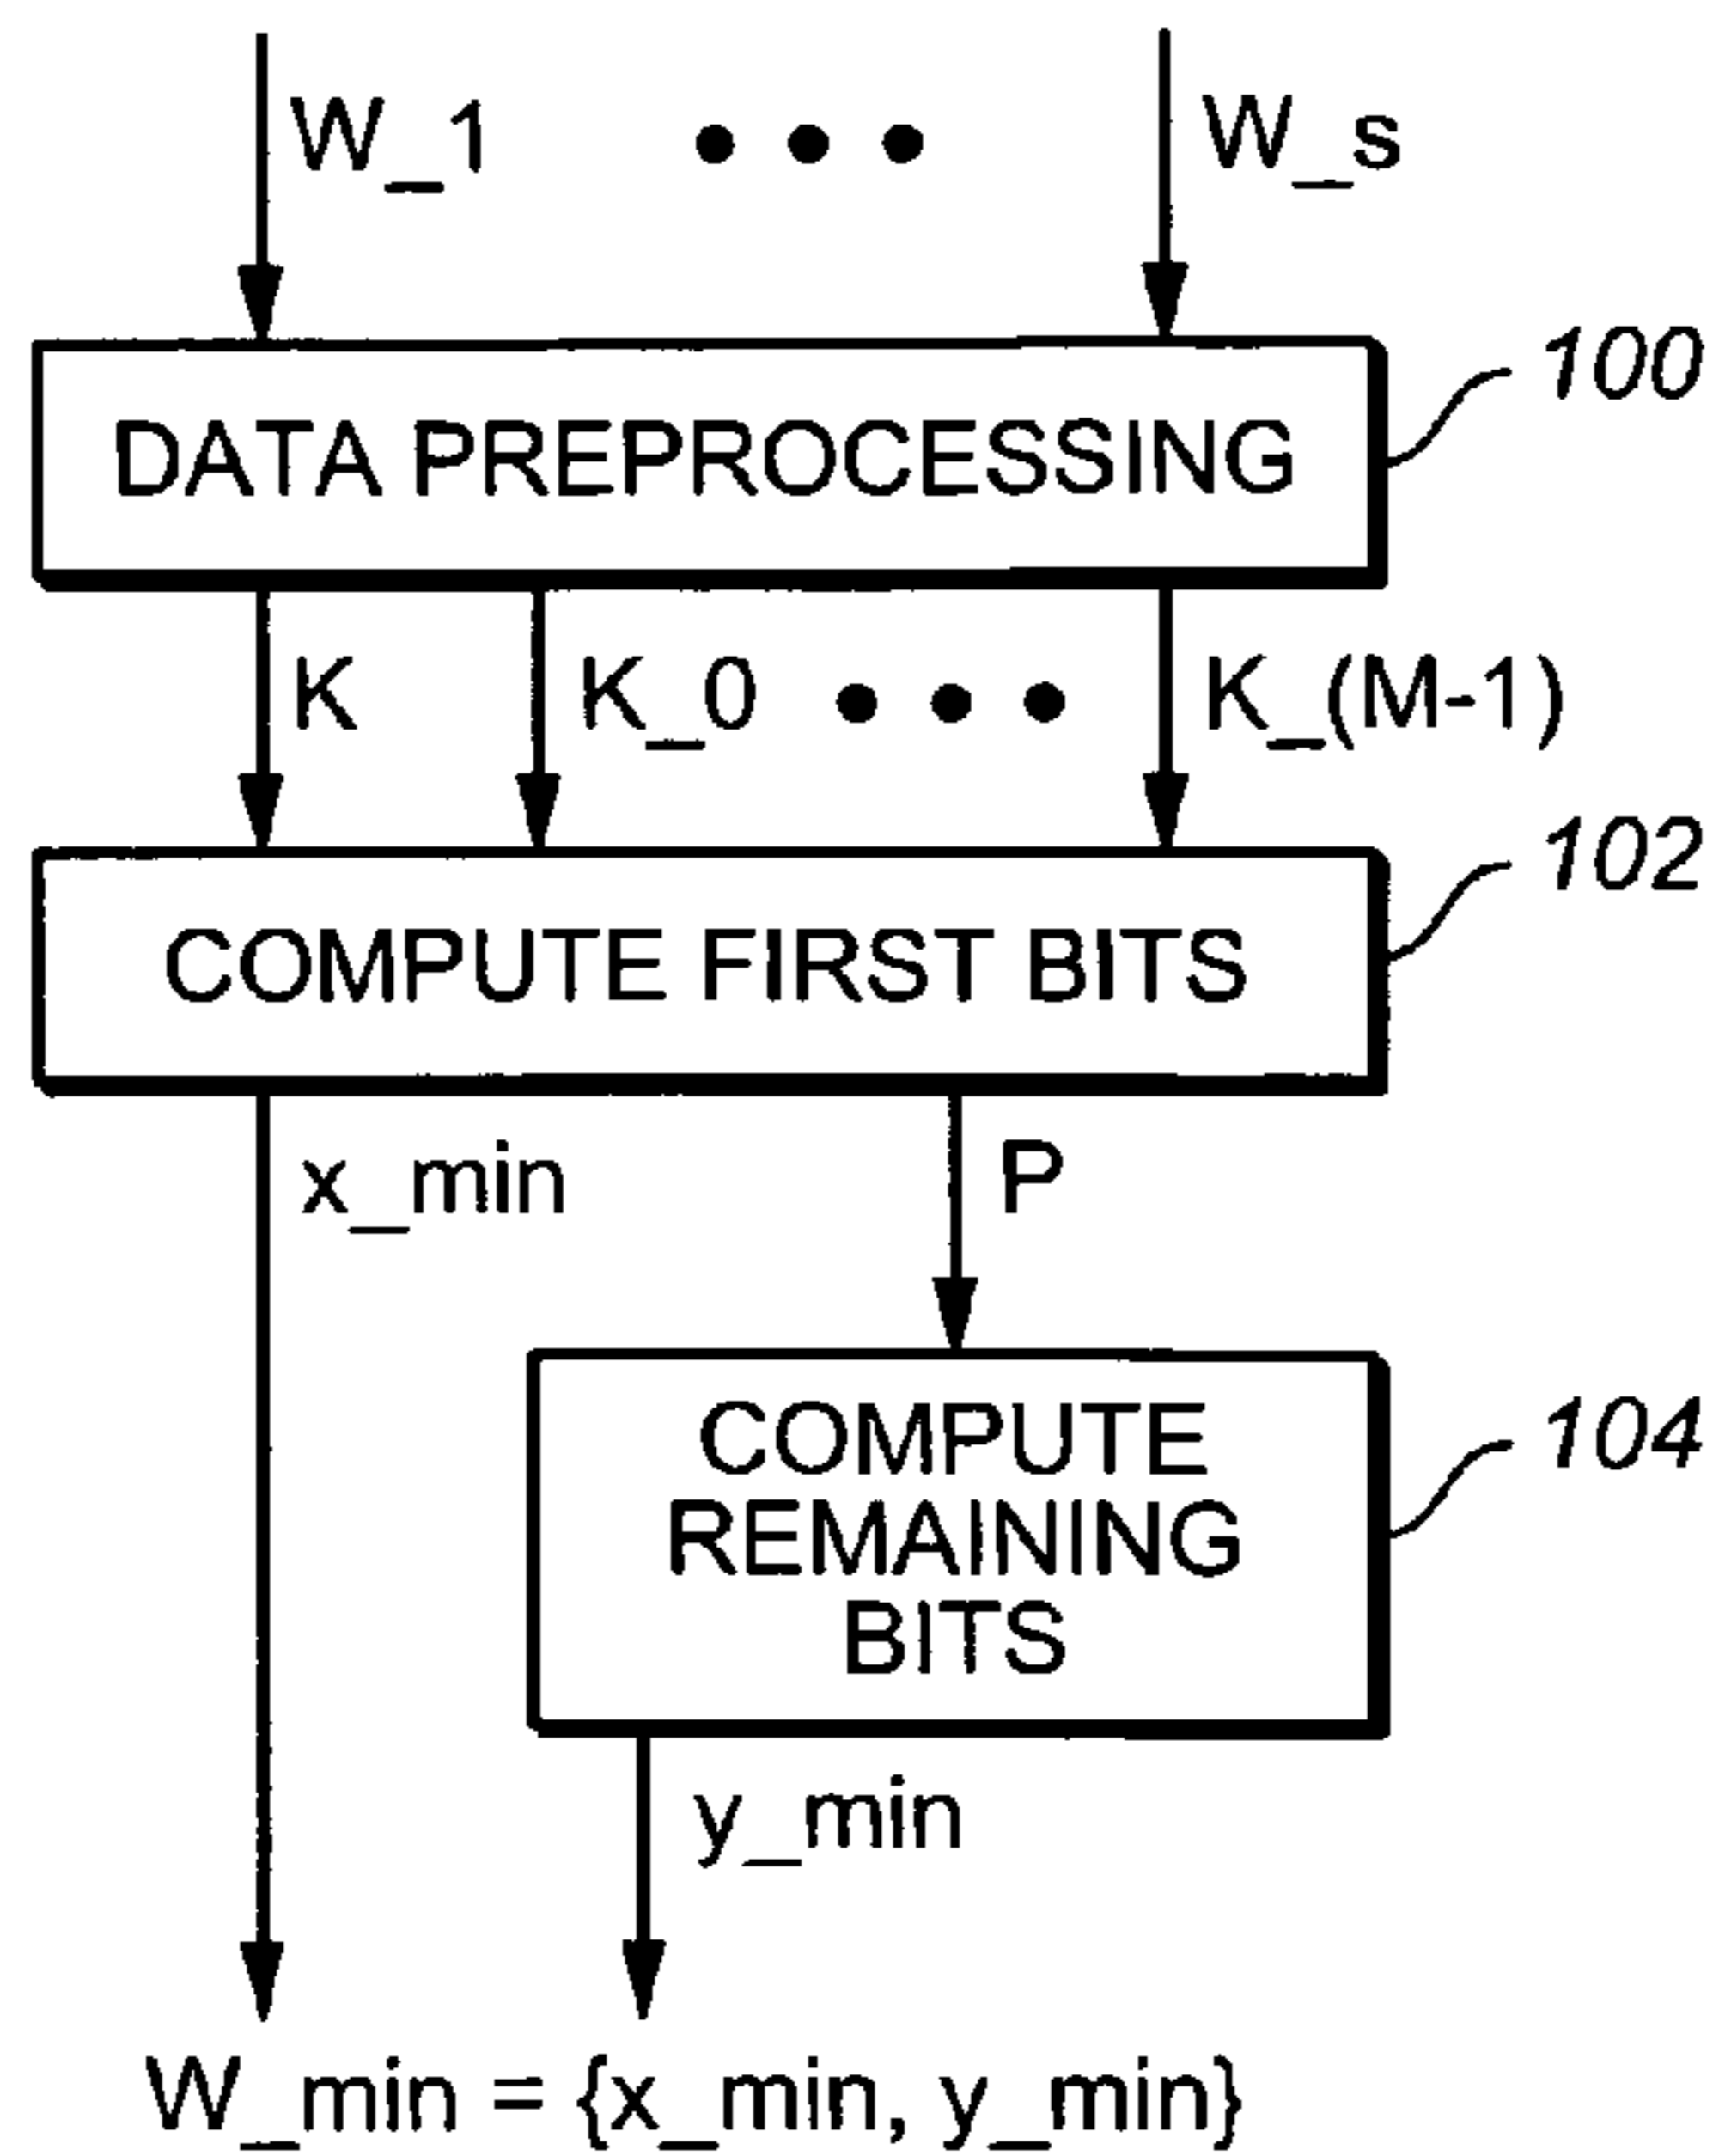 W_1 ••• W_s
100
DATA PREPROCESSING
K K_0 ••• K_(M-1)
102
COMPUTE FIRST BITS
x_min P
104
COMPUTE
REMAINING
BITS
y_min
W_min = {x_min, y_min}